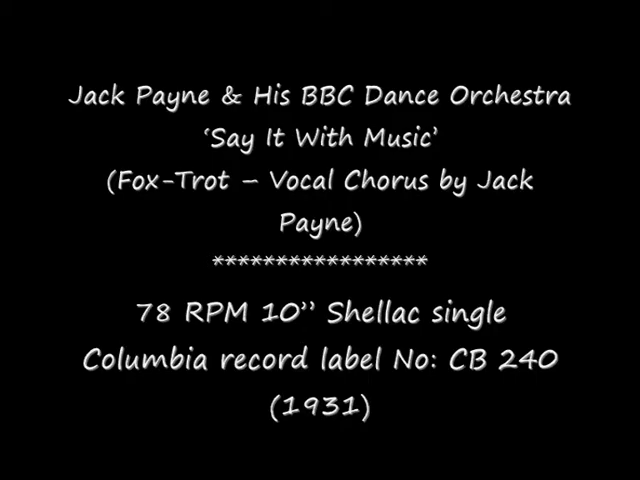 Jack Payne & His BBC Dance Orchestra
‘Say It With Music’
(Fox-Trot – Vocal Chorus by Jack
Payne)
*****************
78 RPM 10” Shellac single
Columbia record label No: CB 240
(1931)